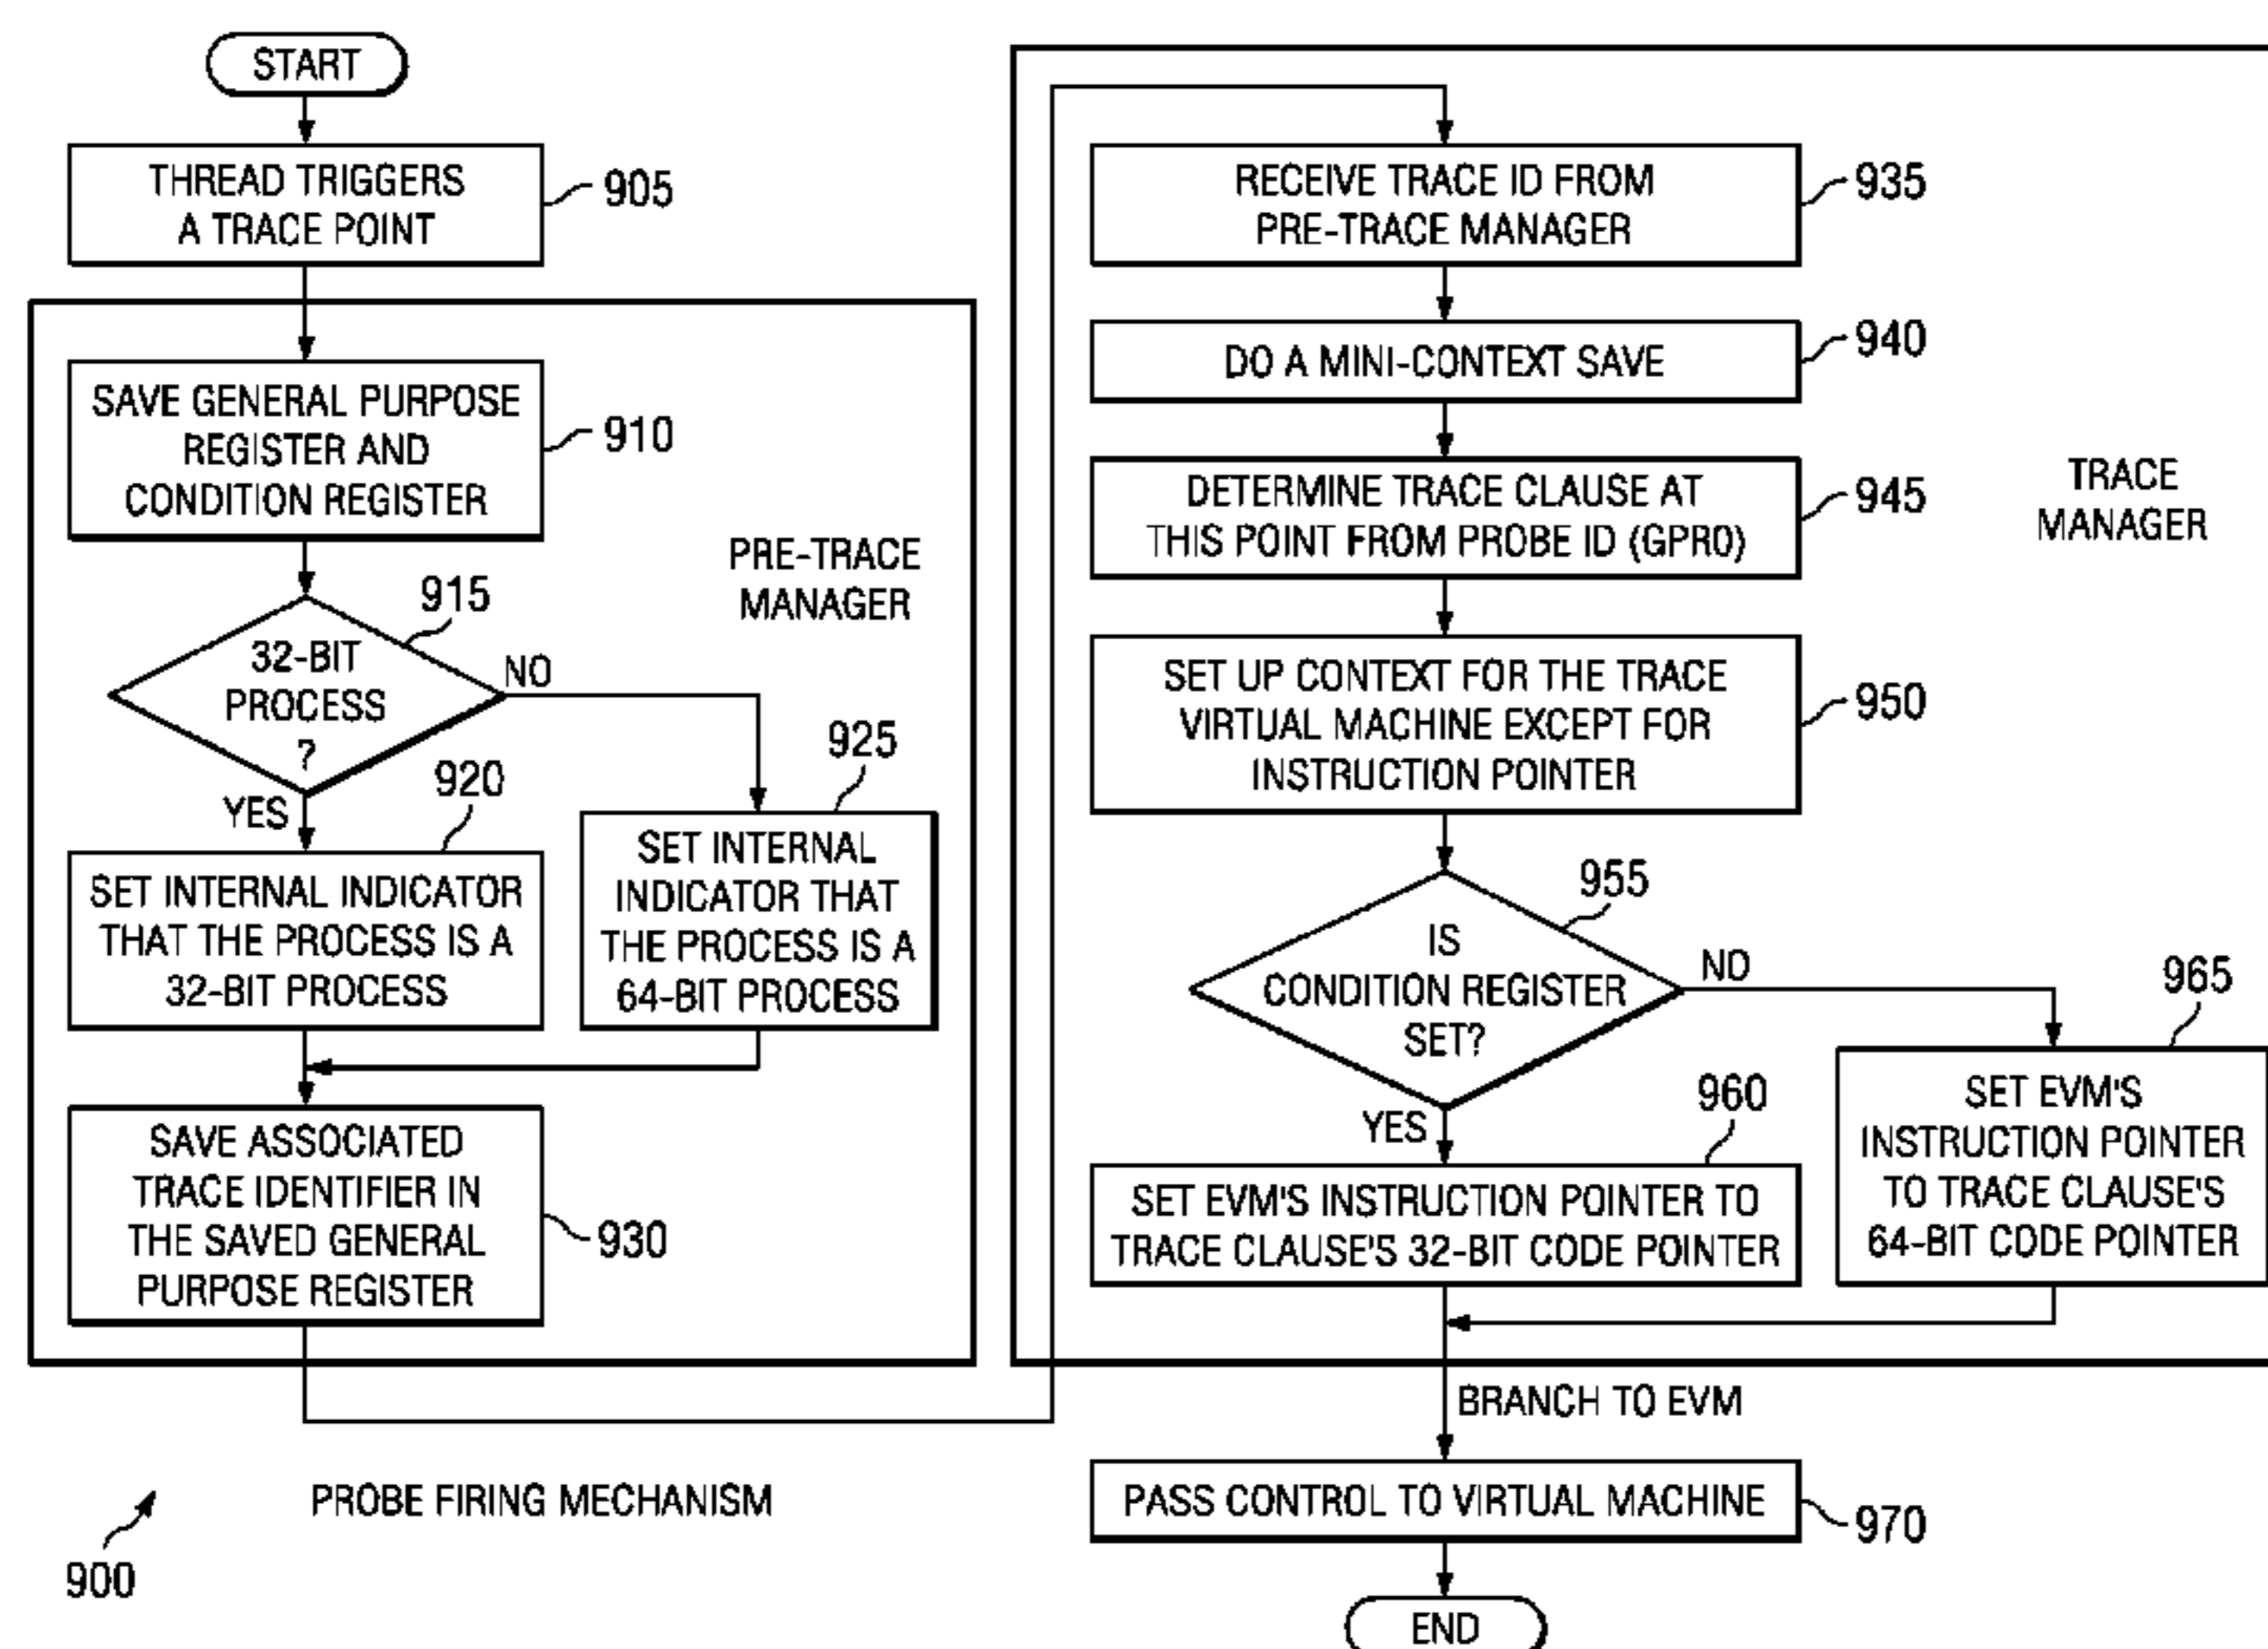 START
THREAD TRIGGERS
A TRACE POINT
905
SAVE GENERAL PURPOSE
REGISTER AND
CONDITION REGISTER
910
PRE-TRACE
MANAGER
915
32-BIT
PROCESS
?
NO
YES
920
925
SET INTERNAL INDICATOR
THAT THE PROCESS IS A
32-BIT PROCESS
SET INTERNAL
INDICATOR THAT
THE PROCESS IS A
64-BIT PROCESS
SAVE ASSOCIATED
TRACE IDENTIFIER IN
THE SAVED GENERAL
PURPOSE REGISTER
930
PROBE FIRING MECHANISM
900
RECEIVE TRACE ID FROM
PRE-TRACE MANAGER
935
DO A MINI-CONTEXT SAVE
940
DETERMINE TRACE CLAUSE AT
THIS POINT FROM PROBE ID (GPR0)
945
TRACE
MANAGER
SET UP CONTEXT FOR THE TRACE
VIRTUAL MACHINE EXCEPT FOR
INSTRUCTION POINTER
950
955
IS
CONDITION REGISTER
SET?
NO
YES
960
965
SET EVM'S INSTRUCTION POINTER TO
TRACE CLAUSE'S 32-BIT CODE POINTER
SET EVM'S
INSTRUCTION POINTER
TO TRACE CLAUSE'S
64-BIT CODE POINTER
BRANCH TO EVM
PASS CONTROL TO VIRTUAL MACHINE
970
END